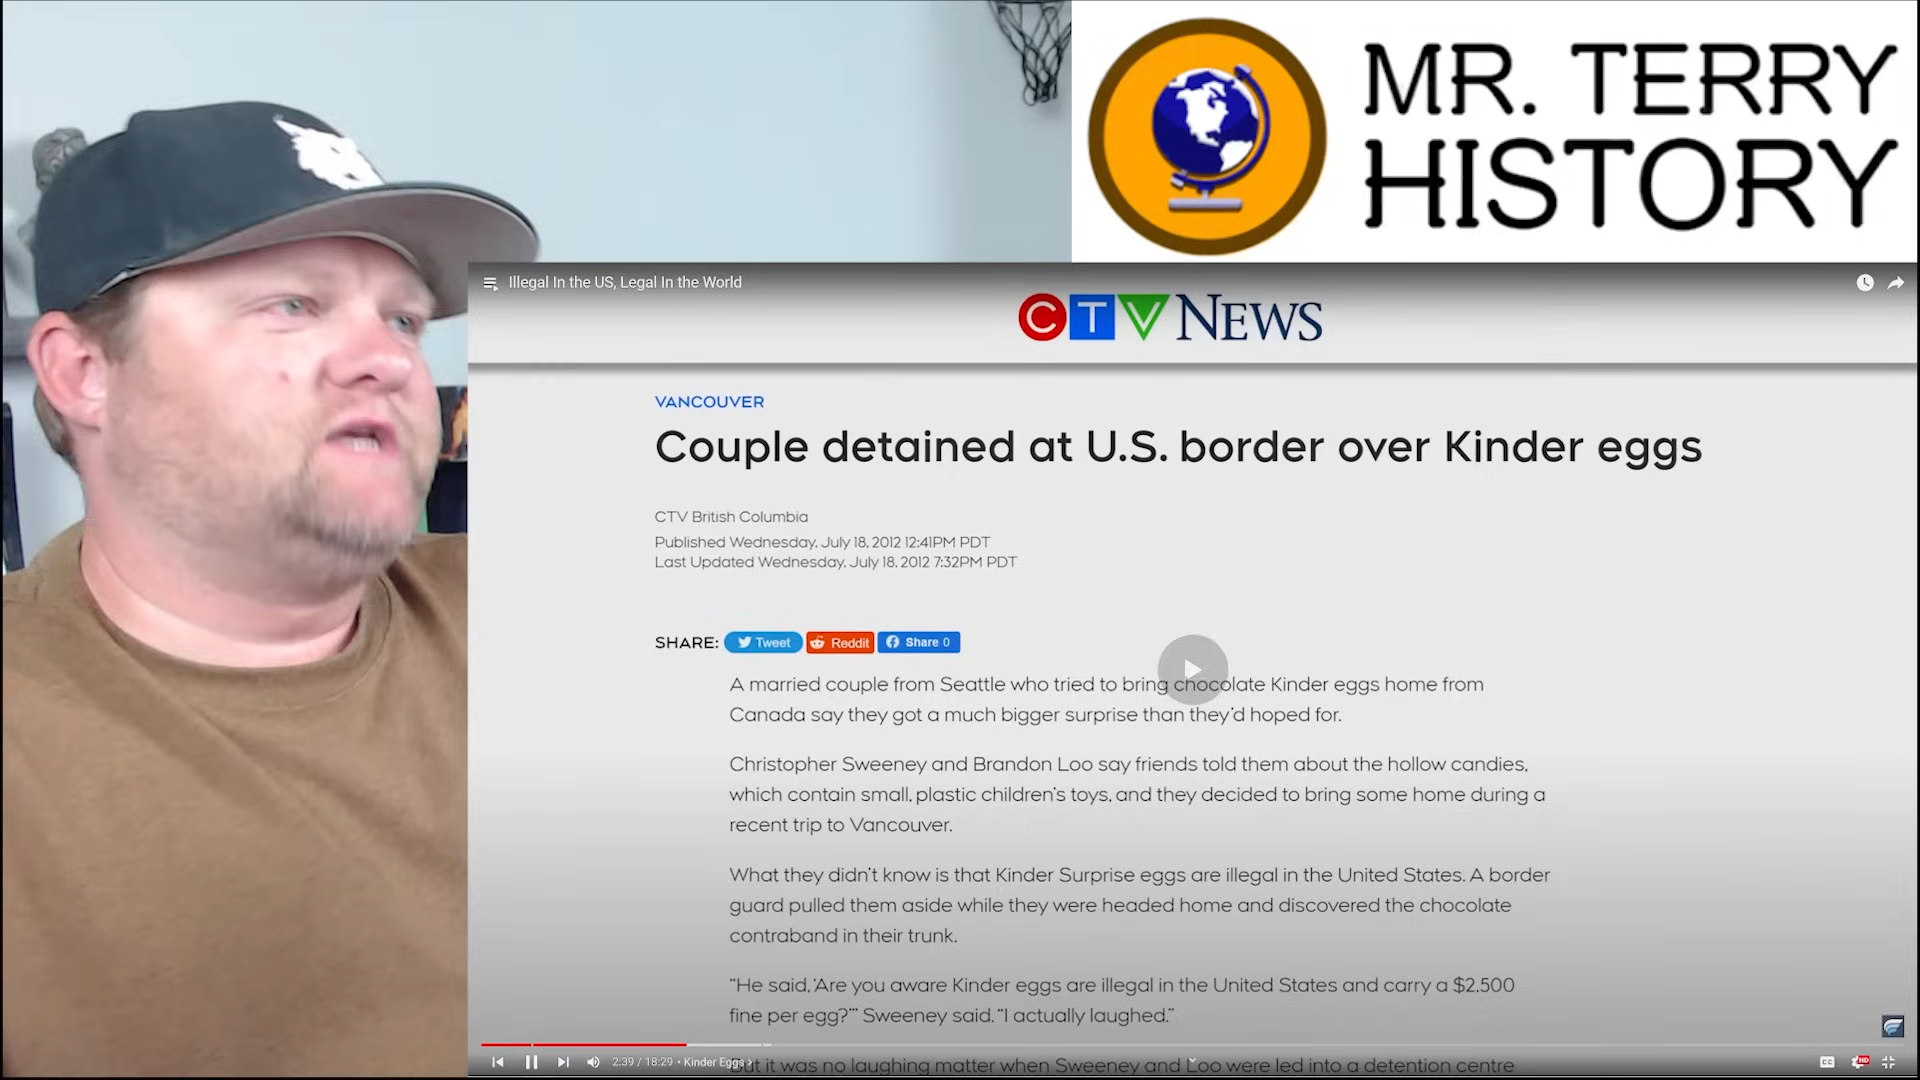 MR. TERRY
HISTORY
Illegal In the US, Legal In the World
CTV NEWS
VANCOUVER
Couple detained at U.S. border over Kinder eggs
CTV British Columbia
Published Wednesday, July 18, 2012 12:41PM PDT
Last Updated Wednesday, July 18, 2012 7:32PM PDT
SHARE: Tweet Reddit Share 0
A married couple from Seattle who tried to bring chocolate Kinder eggs home from
Canada say they got a much bigger surprise than they'd hoped for.
Christopher Sweeney and Brandon Loo say friends told them about the hollow candies,
which contain small, plastic children's toys, and they decided to bring some home during a
recent trip to Vancouver.
What they didn't know is that Kinder Surprise eggs are illegal in the United States. A border
guard pulled them aside while they were headed home and discovered the chocolate
contraband in their trunk.
"He said, 'Are you aware Kinder eggs are illegal in the United States and carry a $2,500
fine per egg?'" Sweeney said. "I actually laughed."
2:39 / 18:29 • Kinder Eggs ›
But it was no laughing matter when Sweeney and Loo were led into a detention centre
CC
HD